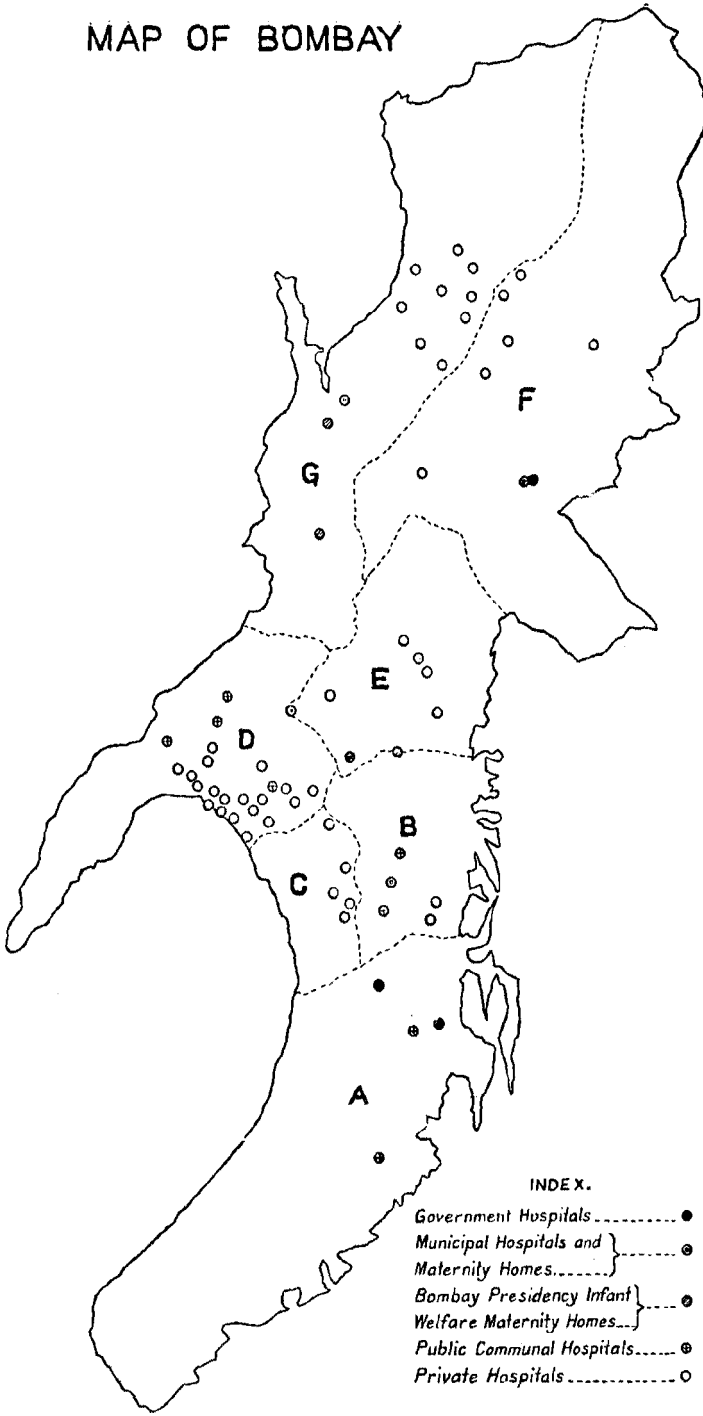 MAP OF BOMBAY
F
G
E
D
B
C
A
INDEX.
Government Hospitals
Municipal Hospitals and
Maternity Homes
Bombay Presidency Infant
Welfare Maternity Homes
Public Communal Hospitals
Private Hospitals